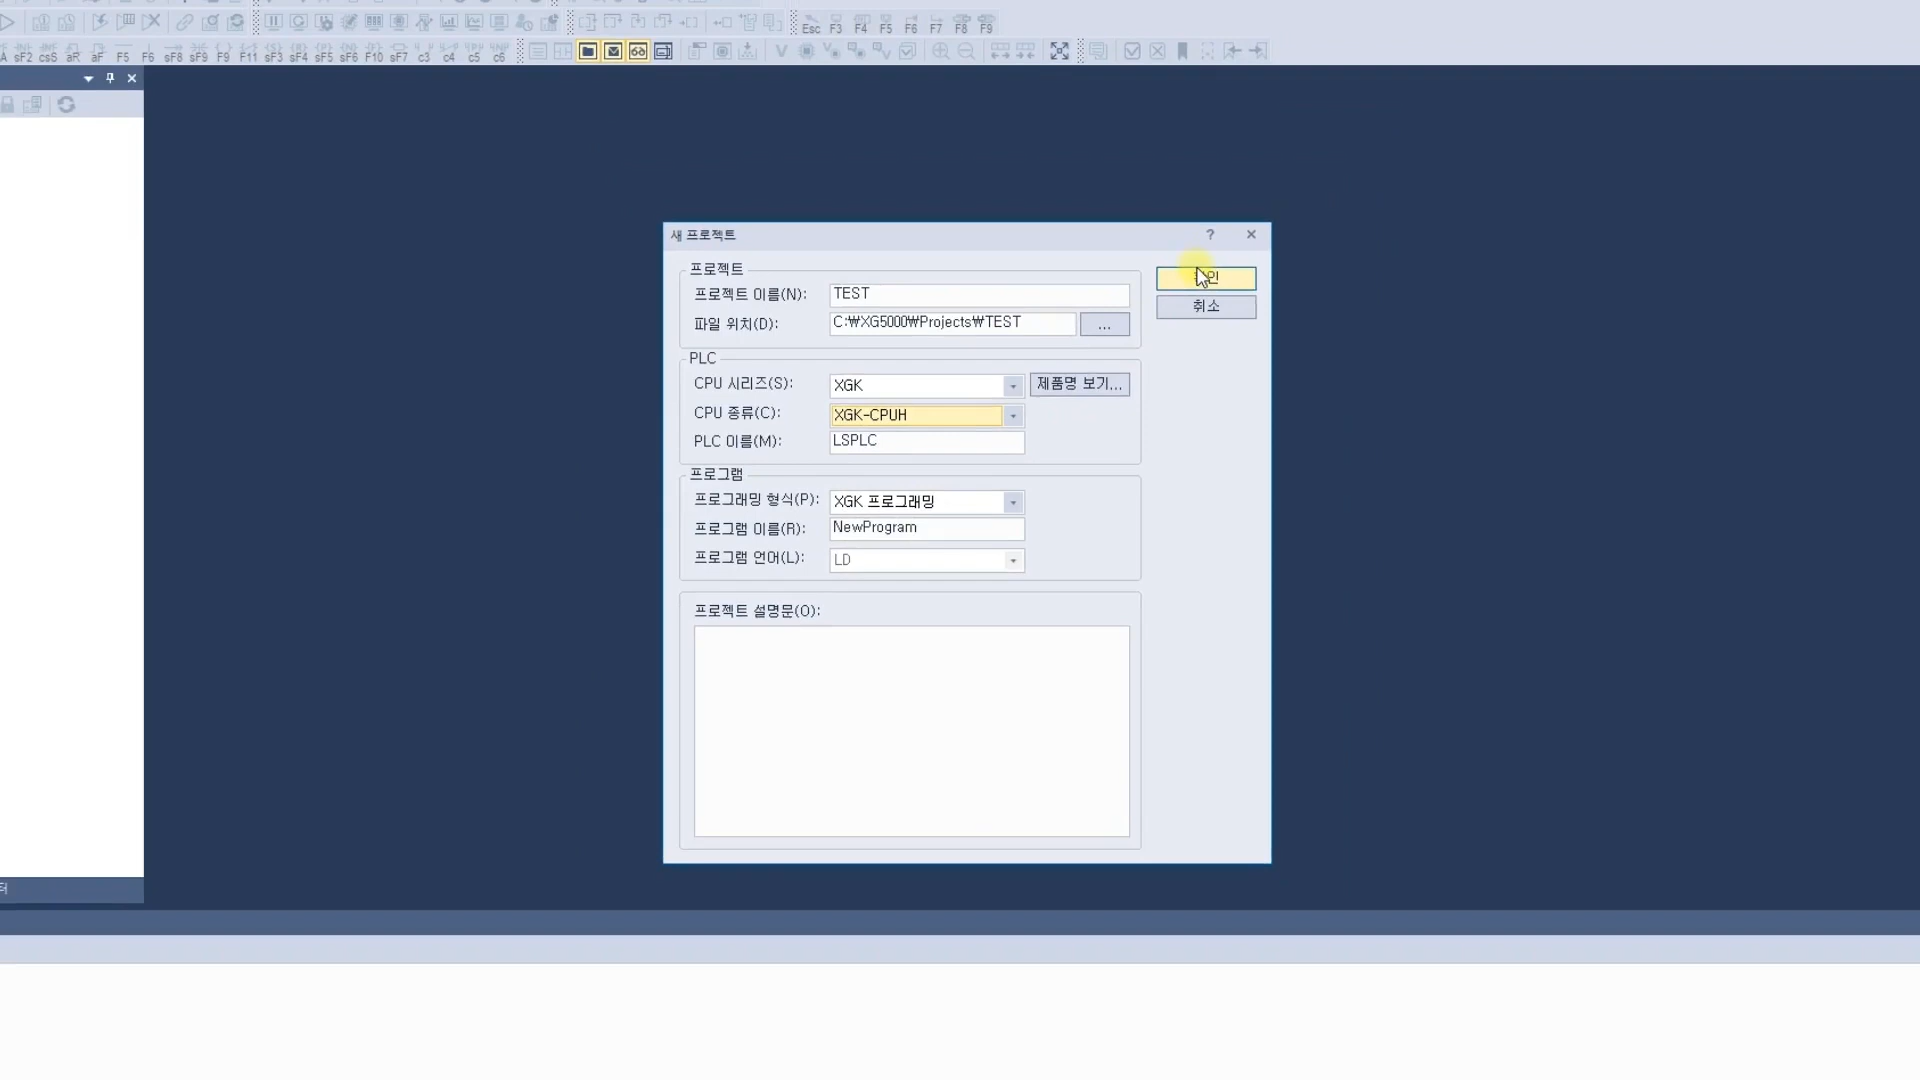 Esc F3 F4 F5 F6 F7 F8 F9
A sF2 csS aR aF F5 F6 sF8 sF9 F9 F11 sF3 sF4 sF5 sF6 F10 sF7 c3 c4 c5 c6
새 프로젝트
프로젝트
프로젝트 이름(N): TEST
파일 위치(D): C:₩XG5000₩Projects₩TEST ...
취소
PLC
CPU 시리즈(S): XGK 제품명 보기...
CPU 종류(C): XGK-CPUH
PLC 이름(M): LSPLC
프로그램
프로그래밍 형식(P): XGK 프로그래밍
프로그램 이름(R): NewProgram
프로그램 언어(L): LD
프로젝트 설명문(O):
터